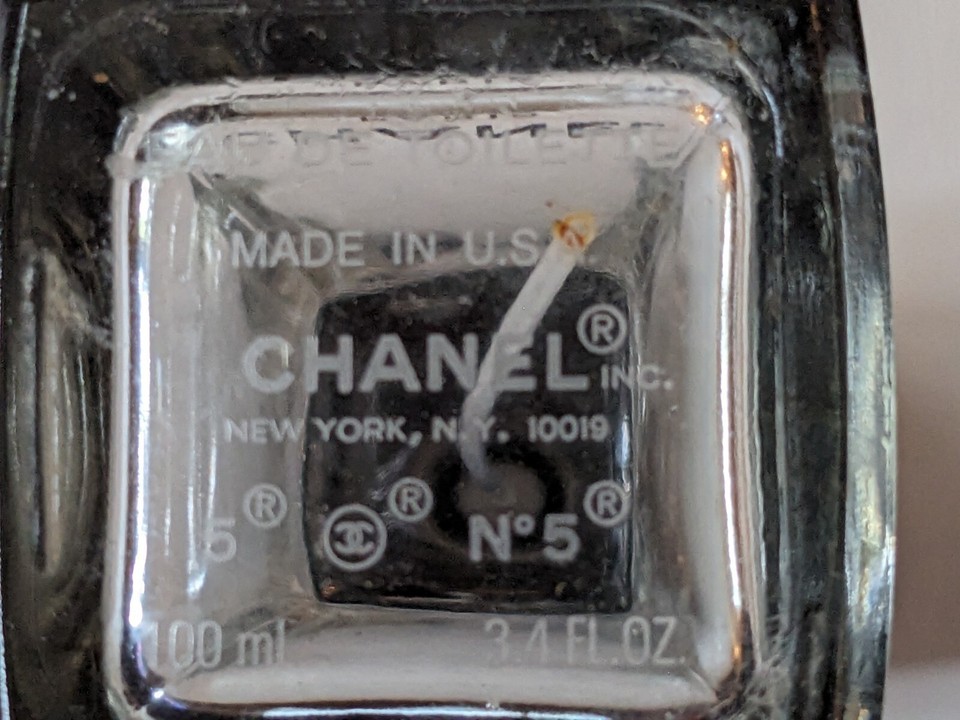 EAU DE TOILETTE
MADE IN U.S.A.
CHANEL® INC.
NEW YORK, N.Y. 10019
5® ® N°5®
100 ml 3.4 FL.OZ.